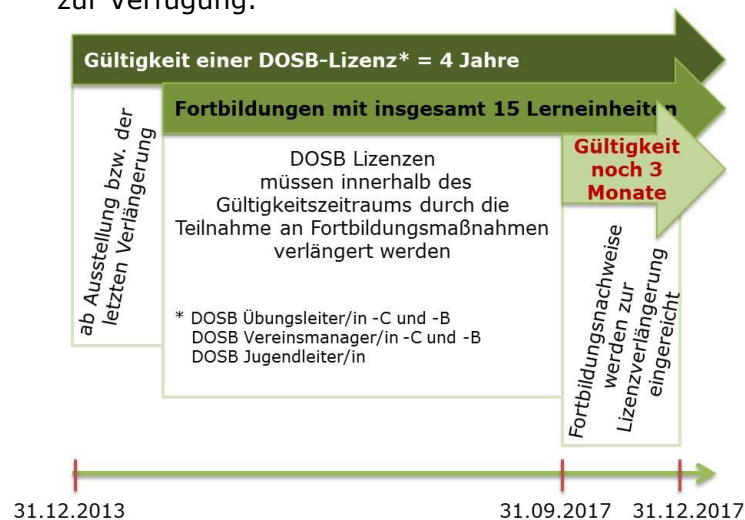 zur Verfügung.
Gültigkeit einer DOSB-Lizenz* = 4 Jahre
Fortbildungen mit insgesamt 15 Lerneinheiten
ab Ausstellung bzw. der
letzten Verlängerung
DOSB Lizenzen
müssen innerhalb des
Gültigkeitszeitraums durch die
Teilnahme an Fortbildungsmaßnahmen
verlängert werden
* DOSB Übungsleiter/in -C und -B
DOSB Vereinsmanager/in -C und -B
DOSB Jugendleiter/in
Gültigkeit
noch 3
Monate
Fortbildungsnachweise
werden zur
Lizenzverlängerung
eingereicht
31.12.2013
31.09.2017
31.12.2017